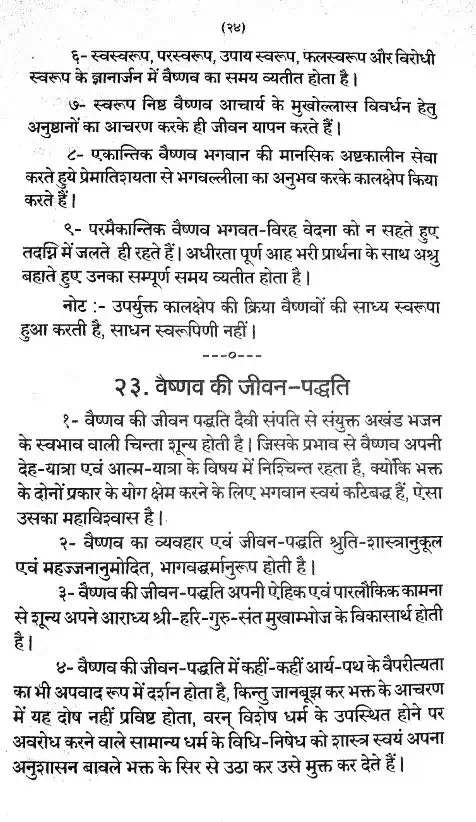 (२४)
६- स्वस्वरूप, परस्वरूप, उपाय स्वरूप, फलस्वरूप और विरोधी
स्वरूप के ज्ञानार्जन में वैष्णव का समय व्यतीत होता है।
७- स्वरूप निष्ठ वैष्णव आचार्य के मुखोल्लास विवर्धन हेतु
अनुष्ठानों का आचरण करके ही जीवन यापन करते हैं।
८- एकान्तिक वैष्णव भगवान की मानसिक अष्टकालीन सेवा
करते हुये प्रेमातिशयता से भगवल्लीला का अनुभव करके कालक्षेप किया
करते हैं।
९- परमैकान्तिक वैष्णव भगवत-विरह वेदना को न सहते हुए
तदग्नि में जलते ही रहते हैं। अधीरता पूर्ण आह भरी प्रार्थना के साथ अश्रु
बहाते हुए उनका सम्पूर्ण समय व्यतीत होता है।
नोट :- उपर्युक्त कालक्षेप की क्रिया वैष्णवों की साध्य स्वरूपा
हुआ करती है, साधन स्वरूपिणी नहीं।
---०---
२३. वैष्णव की जीवन-पद्धति
१- वैष्णव की जीवन पद्धति दैवी संपति से संयुक्त अखंड भजन
के स्वभाव वाली चिन्ता शून्य होती है। जिसके प्रभाव से वैष्णव अपनी
देह-यात्रा एवं आत्म-यात्रा के विषय में निश्चिन्त रहता है, क्योंकि भक्त
के दोनों प्रकार के योग क्षेम करने के लिए भगवान स्वयं कटिबद्ध हैं, ऐसा
उसका महाविश्वास है।
२- वैष्णव का व्यवहार एवं जीवन-पद्धति श्रुति-शास्त्रानुकूल
एवं महज्जनानुमोदित, भागवद्धर्मानुरूप होती है।
३- वैष्णव की जीवन-पद्धति अपनी ऐहिक एवं पारलौकिक कामना
से शून्य अपने आराध्य श्री-हरि-गुरु-संत मुखाम्भोज के विकासार्थ होती
है।
४- वैष्णव की जीवन-पद्धति में कहीं-कहीं आर्य-पथ के वैपरीत्यता
का भी अपवाद रूप में दर्शन होता है, किन्तु जानबूझ कर भक्त के आचरण
में यह दोष नहीं प्रविष्ट होता, वरन् विशेष धर्म के उपस्थित होने पर
अवरोध करने वाले सामान्य धर्म के विधि-निषेध को शास्त्र स्वयं अपना
अनुशासन बावले भक्त के सिर से उठा कर उसे मुक्त कर देते हैं।